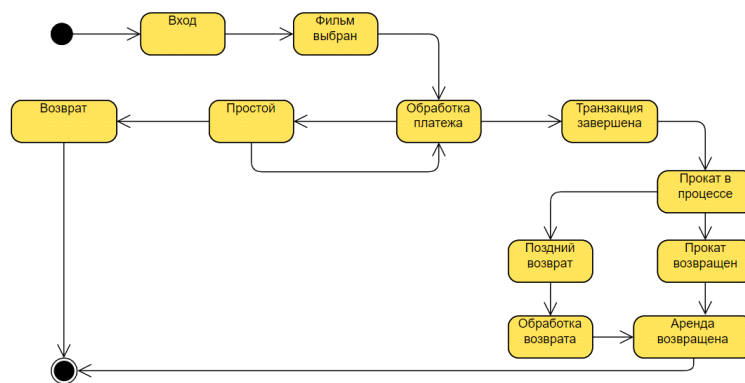 Вход
Фильм
выбран
Возврат
Простой
Обработка
платежа
Транзакция
завершена
Прокат в
процессе
Поздний
возврат
Прокат
возвращен
Обработка
возврата
Аренда
возвращена